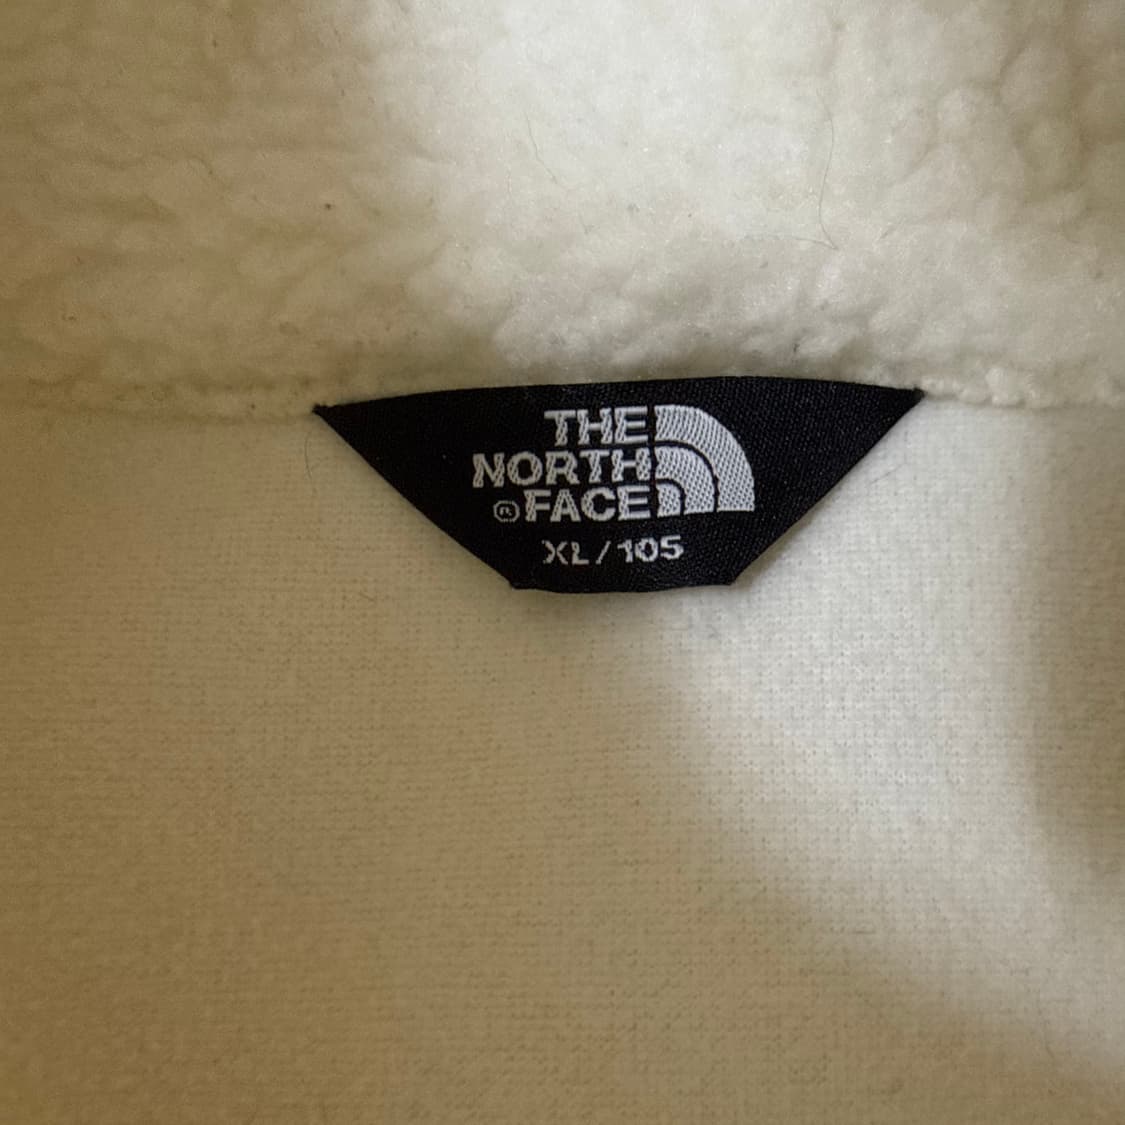 THE
NORTH
® FACE
XL/105